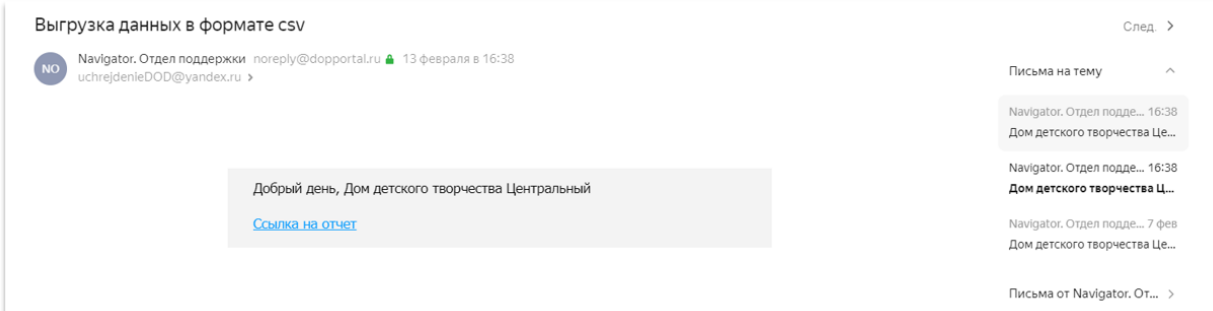 Выгрузка данных в формате csv
След.
NO
Navigator. Отдел поддержки noreply@dopportal.ru 13 февраля в 16:38
uchrejdenieDOD@yandex.ru
Письма на тему
Navigator. Отдел подде... 16:38
Дом детского творчества Це...
Navigator. Отдел подде... 16:38
Дом детского творчества Ц...
Navigator. Отдел подде... 7 фев
Дом детского творчества Це...
Письма от Navigator. От...
Добрый день, Дом детского творчества Центральный
Ссылка на отчет